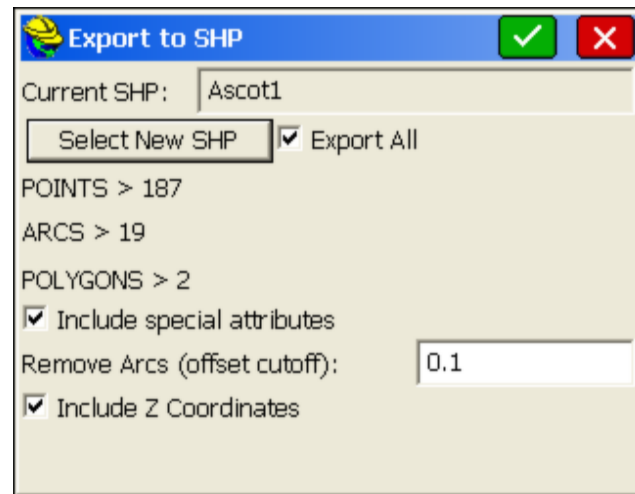 Export to SHP
Current SHP: Ascot1
Select New SHP Export All
POINTS > 187
ARCS > 19
POLYGONS > 2
Include special attributes
Remove Arcs (offset cutoff): 0.1
Include Z Coordinates